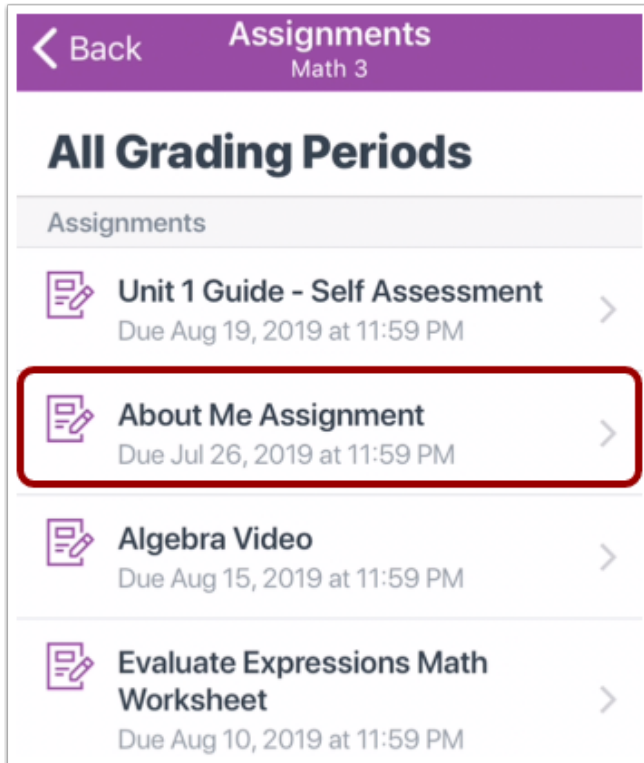 Back
Assignments
Math 3
All Grading Periods
Assignments
Unit 1 Guide - Self Assessment
Due Aug 19, 2019 at 11:59 PM
About Me Assignment
Due Jul 26, 2019 at 11:59 PM
Algebra Video
Due Aug 15, 2019 at 11:59 PM
Evaluate Expressions Math
Worksheet
Due Aug 10, 2019 at 11:59 PM